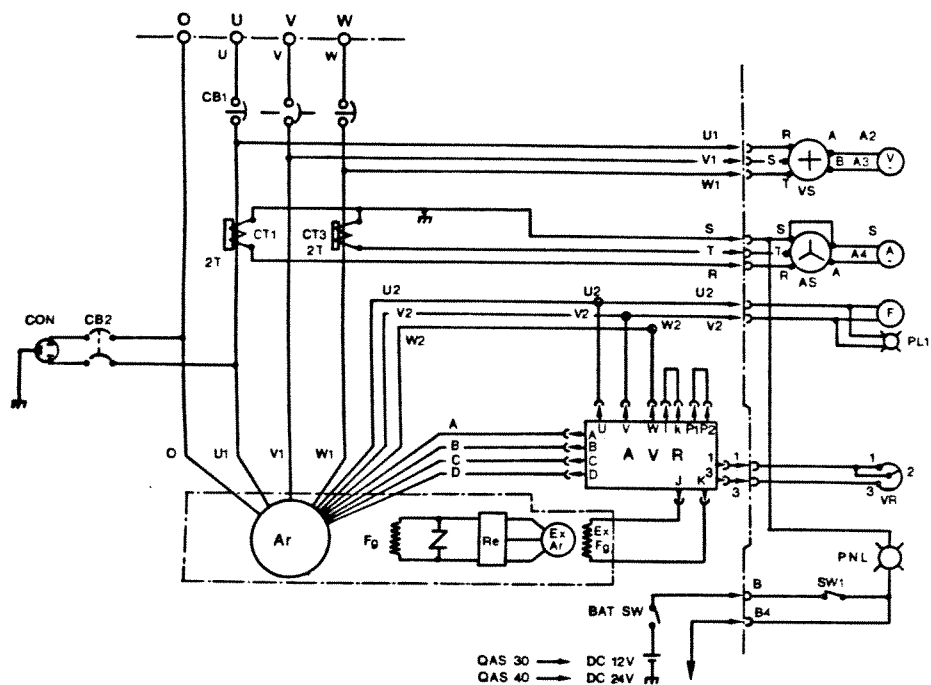 O U V W
U V W
CB1
U1 R A A2
V1 S B A3 V
W1 T VS
CT1 CT3 S S S
2T 2T T T A4 A
R R A
AS
U2 U2 U2
V2 V2 V2 F
W2 W2
CON CB2
PL1
A U V W l k P1 P2
B A
C B A V R 1 1 1
D C 3 3 2
D J K 3
VR
O U1 V1 W1
Ar Fg Re Ex Ar Ex Fg
PNL
B SW1
BAT SW B4
QAS 30 DC 12V
QAS 40 DC 24V